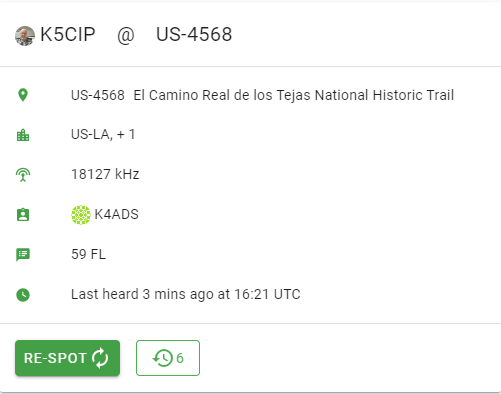 K5CIP @ US-4568
US-4568 El Camino Real de los Tejas National Historic Trail
US-LA, + 1
18127 kHz
K4ADS
59 FL
Last heard 3 mins ago at 16:21 UTC
RE-SPOT 6